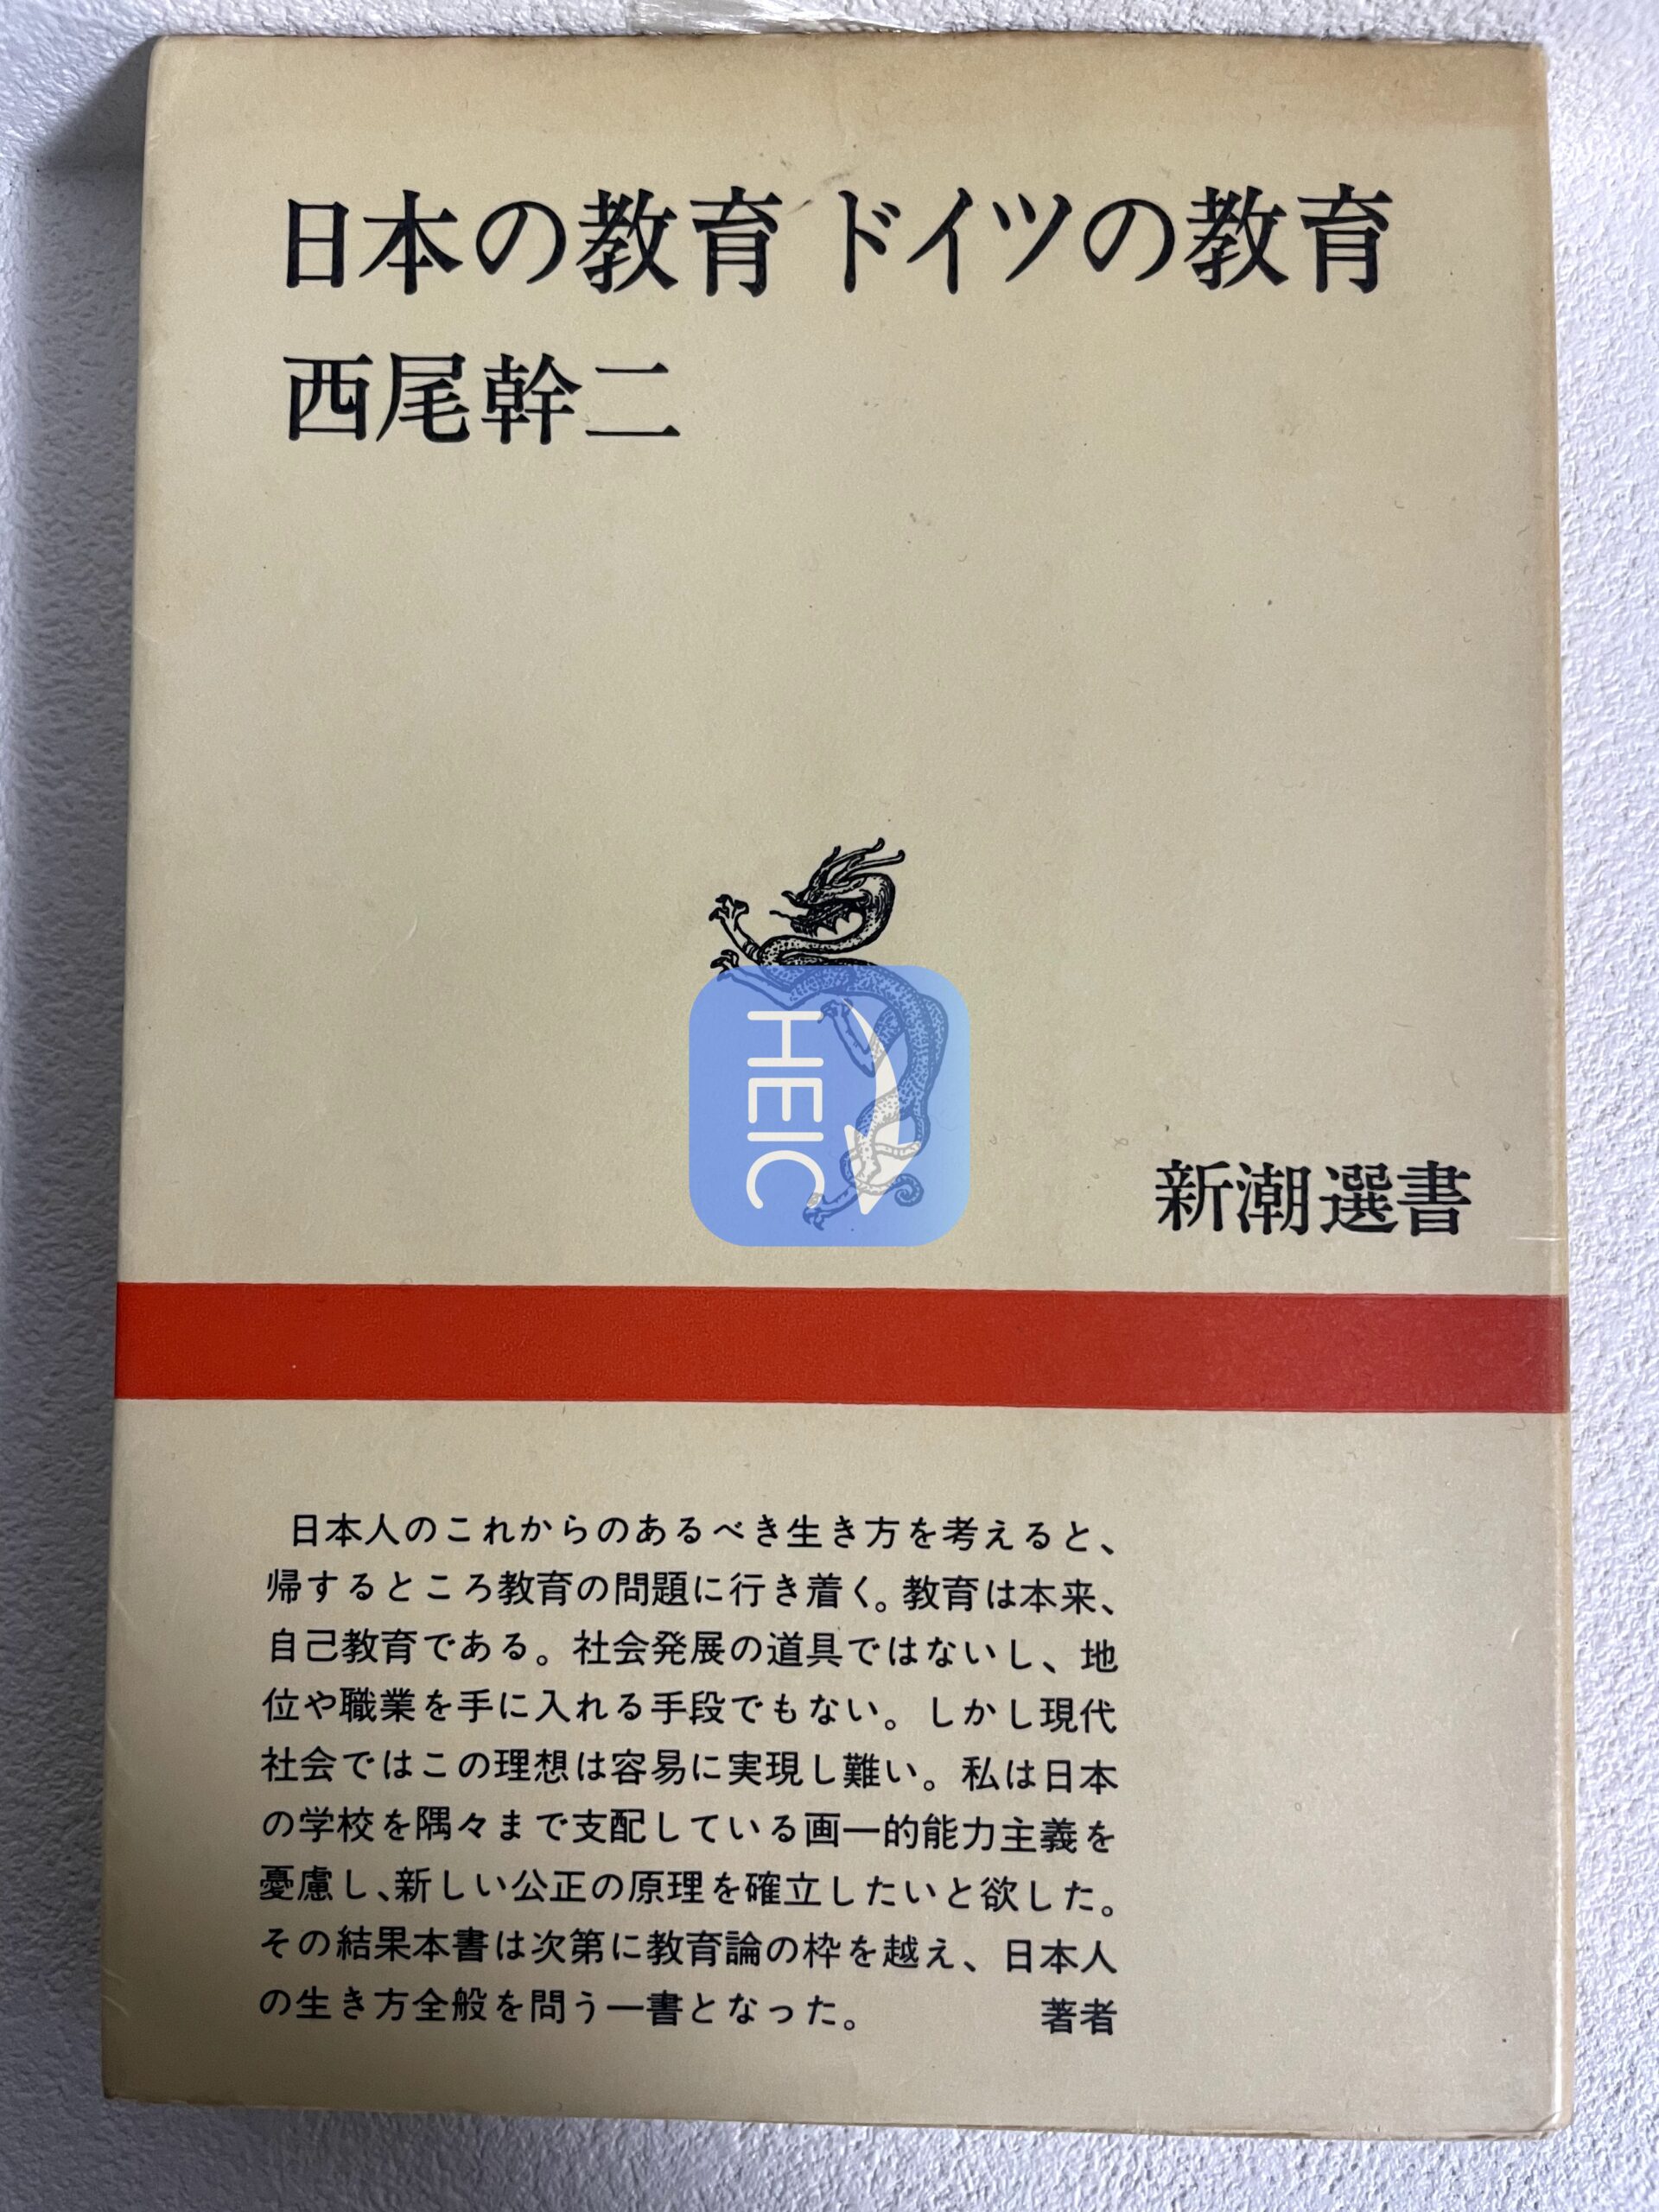 日本の教育 ドイツの教育
西尾幹二
HEIC
新潮選書
日本人のこれからのあるべき生き方を考えると、
帰するところ教育の問題に行き着く。教育は本来、
自己教育である。社会発展の道具ではないし、地
位や職業を手に入れる手段でもない。しかし現代
社会ではこの理想は容易に実現し難い。私は日本
の学校を隅々まで支配している画一的能力主義を
憂慮し、新しい公正の原理を確立したいと欲した。
その結果本書は次第に教育論の枠を越え、日本人
の生き方全般を問う一書となった。 著者